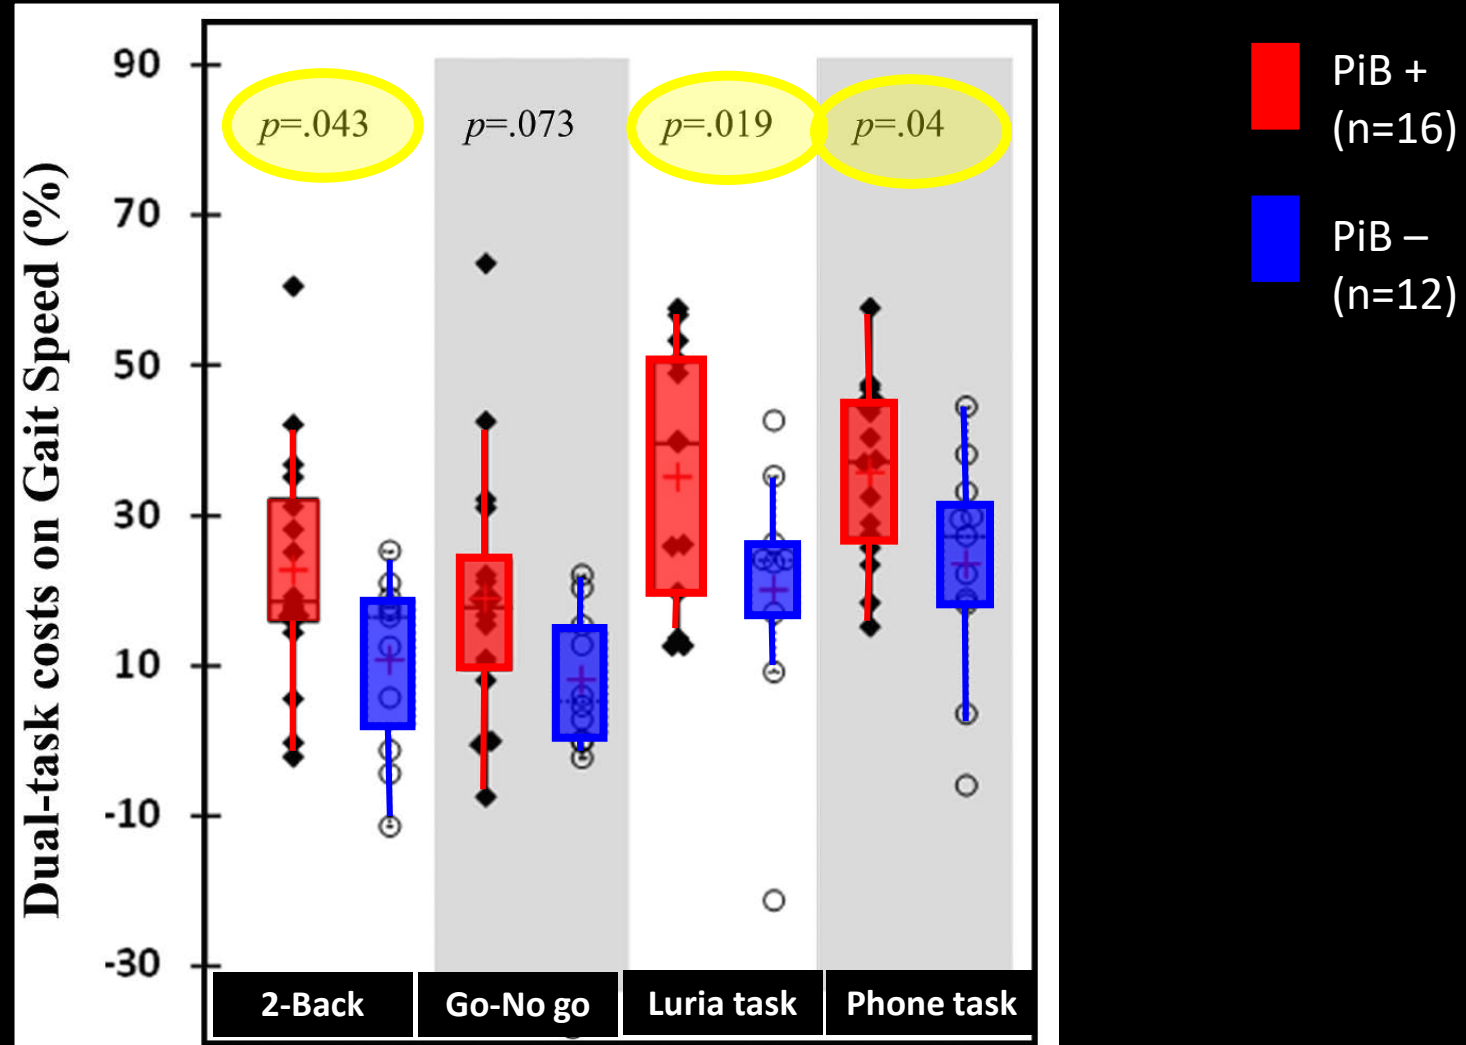 Dual-task costs on Gait Speed (%)
90
70
50
30
10
-10
-30
p=.043
p=.073
p=.019
p=.04
2-Back
Go-No go
Luria task
Phone task
PiB +
(n=16)
PiB –
(n=12)